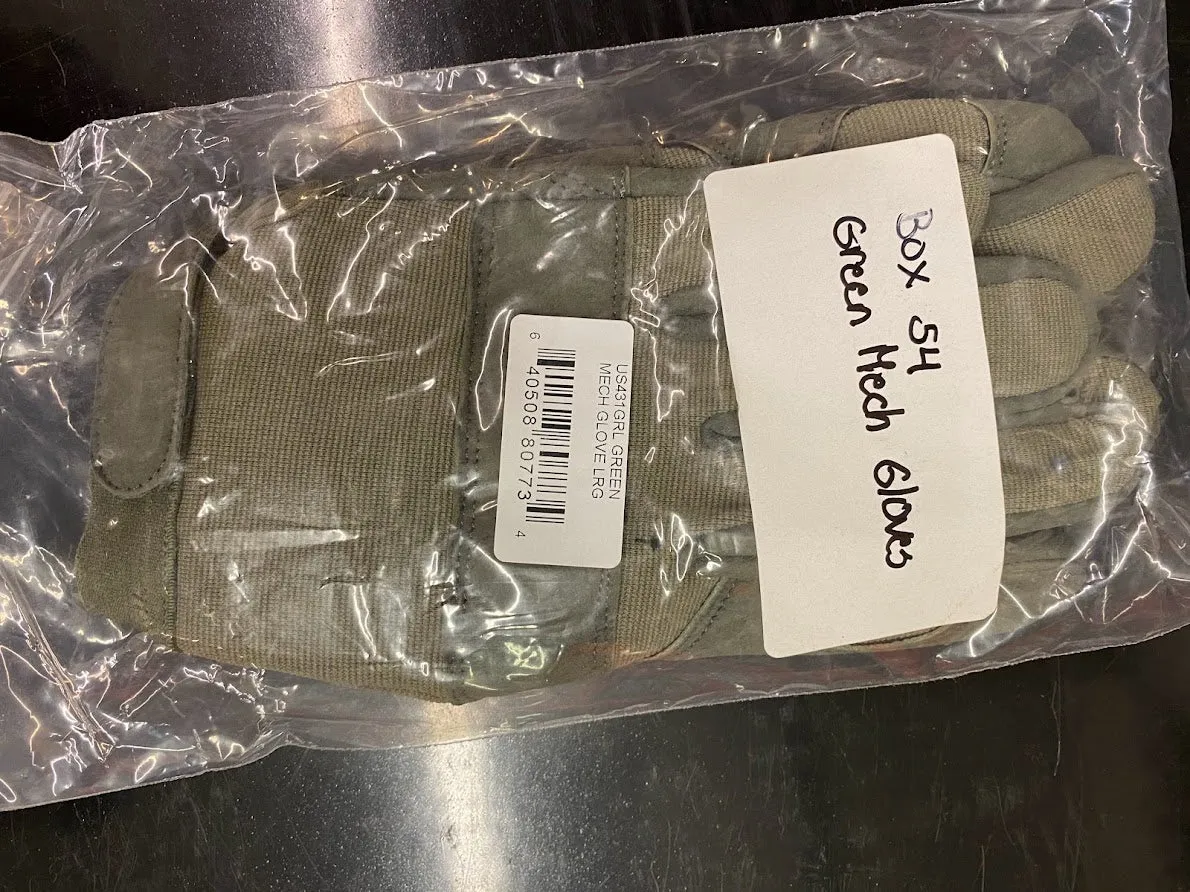 Box 54
Green Mech Gloves
US431GRL GREEN
MECH GLOVE LRG
6 40508 80773 4